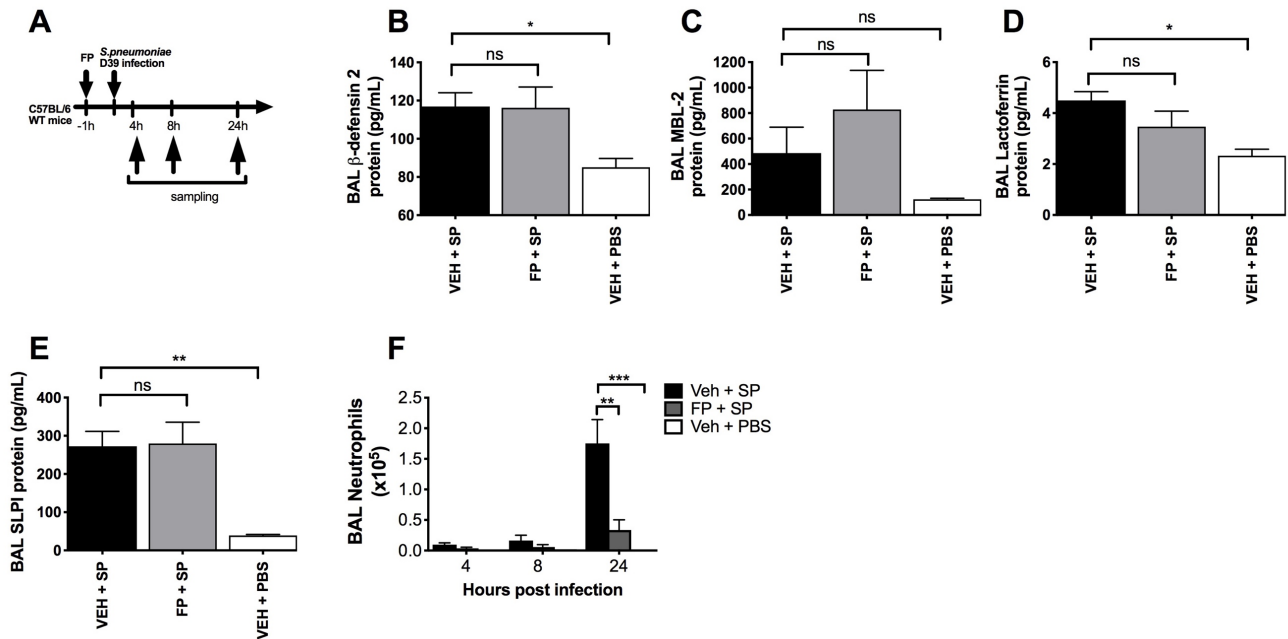 A
FP
S.pneumoniae
D39 infection
C57BL/6
WT mice
-1h
4h
8h
24h
sampling
B
*
ns
BAL β-defensin 2
protein (pg/mL)
140
120
100
80
60
VEH + SP
FP + SP
VEH + PBS
C
ns
ns
BAL MBL-2
protein (pg/mL)
1200
1000
800
600
400
200
0
VEH + SP
FP + SP
VEH + PBS
D
*
ns
BAL Lactoferrin
protein (pg/mL)
6
4
2
0
VEH + SP
FP + SP
VEH + PBS
E
**
ns
BAL SLPI protein (pg/mL)
400
300
200
100
0
VEH + SP
FP + SP
VEH + PBS
F
***
**
BAL Neutrophils
(x10⁵)
2.5
2.0
1.5
1.0
0.5
0.0
4
8
24
Hours post infection
Veh + SP
FP + SP
Veh + PBS